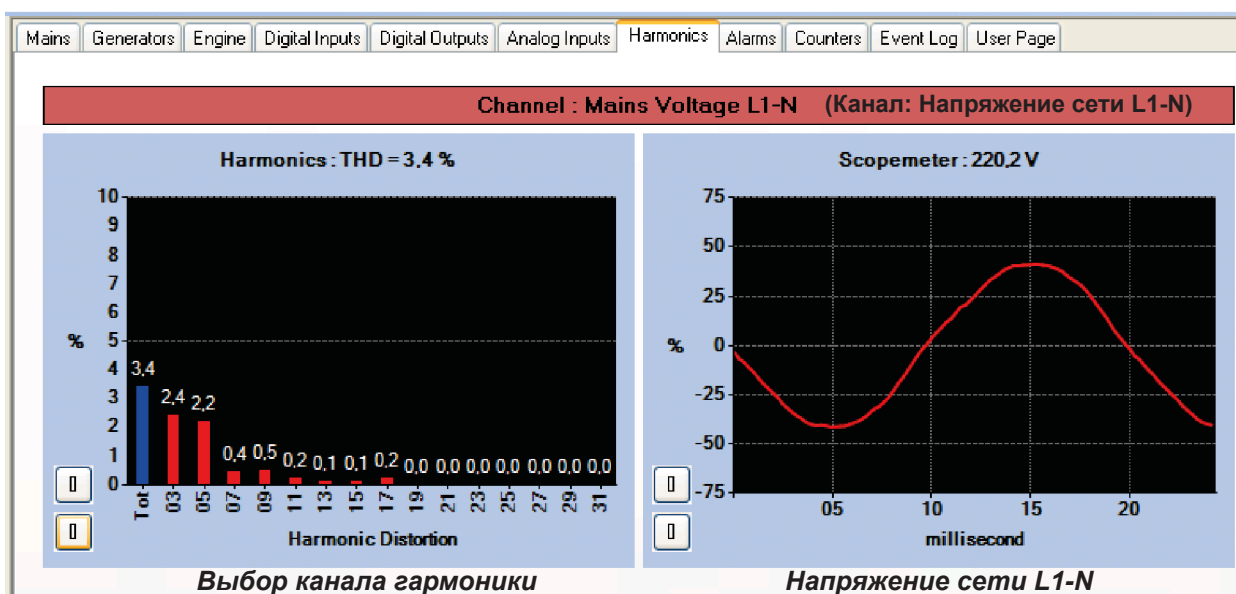 Mains Generators Engine Digital Inputs Digital Outputs Analog Inputs Harmonics Alarms Counters Event Log User Page
Channel : Mains Voltage L1-N (Канал: Напряжение сети L1-N)
Harmonics : THD = 3,4 %
10
9
8
7
6
5
4
3
2
1
0
%
3,4 2,4 2,2 0,4 0,5 0,2 0,1 0,1 0,2 0,0 0,0 0,0 0,0 0,0 0,0 0,0
Tot 03 05 07 09 11 13 15 17 19 21 23 25 27 29 31
Harmonic Distortion
Выбор канала гармоники
Scopemeter : 220,2 V
75
50
25
0
-25
-50
-75
%
05 10 15 20
millisecond
Напряжение сети L1-N